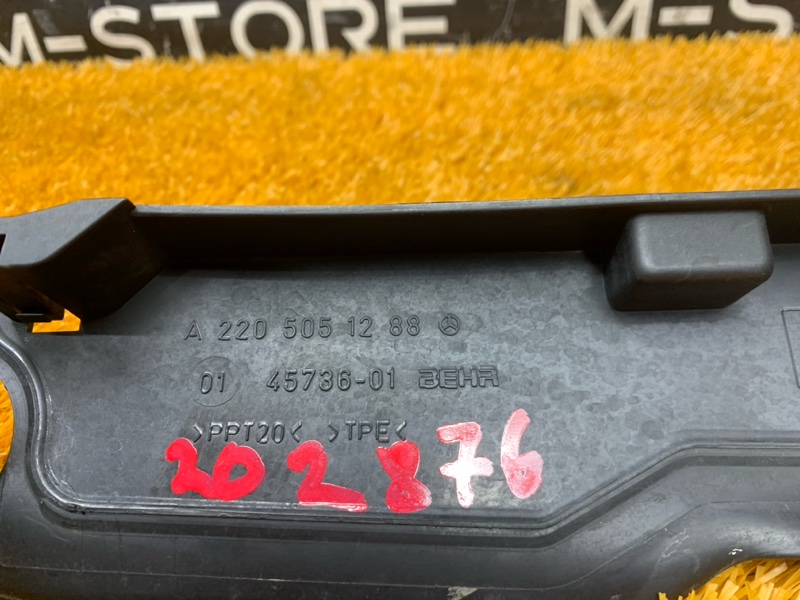 M-STORE M-S
A 220 505 12 88
01 45736-01 BEHR
>PPT20< >TPE<
202876